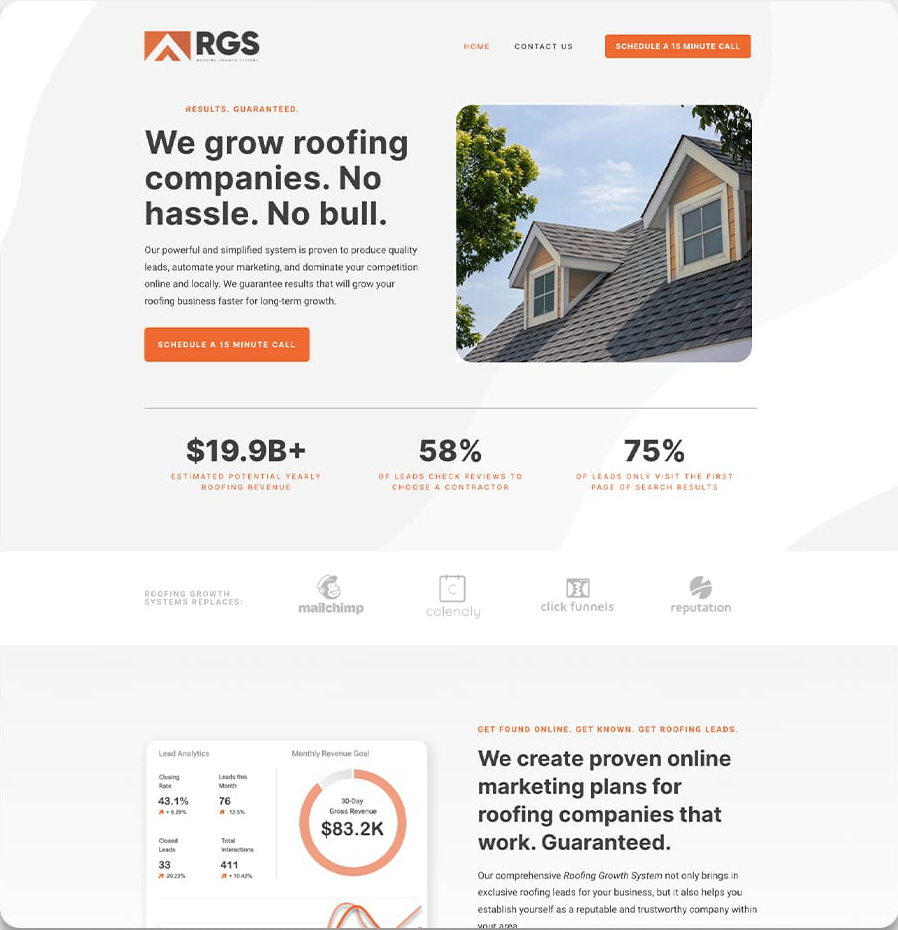 RGS
ROOFING GROWTH SYSTEMS
HOME
CONTACT US
SCHEDULE A 15 MINUTE CALL
RESULTS. GUARANTEED.
We grow roofing
companies. No
hassle. No bull.
Our powerful and simplified system is proven to produce quality
leads, automate your marketing, and dominate your competition
online and locally. We guarantee results that will grow your
roofing business faster for long-term growth.
SCHEDULE A 15 MINUTE CALL
$19.9B+
ESTIMATED POTENTIAL YEARLY
ROOFING REVENUE
58%
OF LEADS CHECK REVIEWS TO
CHOOSE A CONTRACTOR
75%
OF LEADS ONLY VISIT THE FIRST
PAGE OF SEARCH RESULTS
ROOFING GROWTH
SYSTEMS REPLACES:
mailchimp
C
calendly
click funnels
reputation
Lead Analytics
Closing
Rate
43.1%
+ 5.29%
Leads this
Month
76
12.5%
Closed
Leads
33
20.22%
Total
Interactions
411
+ 10.42%
Monthly Revenue Goal
30-Day
Gross Revenue
$83.2K
GET FOUND ONLINE. GET KNOWN. GET ROOFING LEADS.
We create proven online
marketing plans for
roofing companies that
work. Guaranteed.
Our comprehensive Roofing Growth System not only brings in
exclusive roofing leads for your business, but it also helps you
establish yourself as a reputable and trustworthy company within
your area